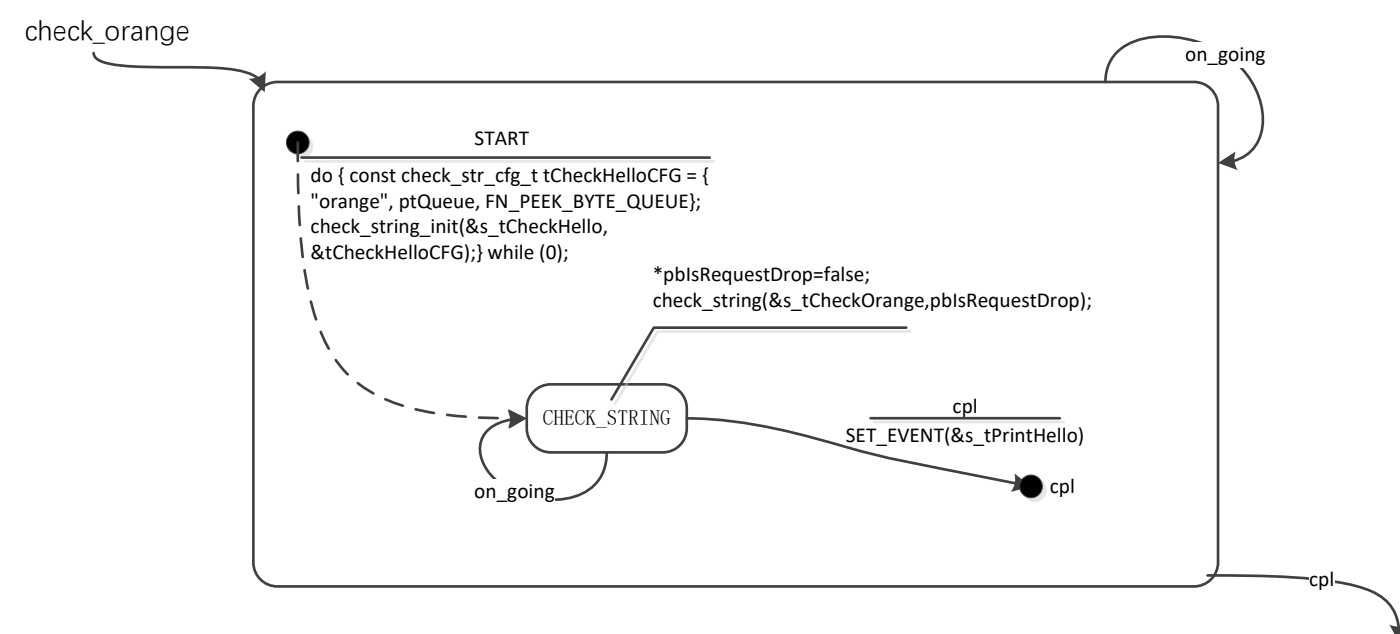 check_orange
on_going
START
do { const check_str_cfg_t tCheckHelloCFG = {
"orange", ptQueue, FN_PEEK_BYTE_QUEUE};
check_string_init(&s_tCheckHello,
&tCheckHelloCFG);} while (0);
*pbIsRequestDrop=false;
check_string(&s_tCheckOrange,pbIsRequestDrop);
CHECK_STRING
cpl
SET_EVENT(&s_tPrintHello)
on_going
cpl
cpl